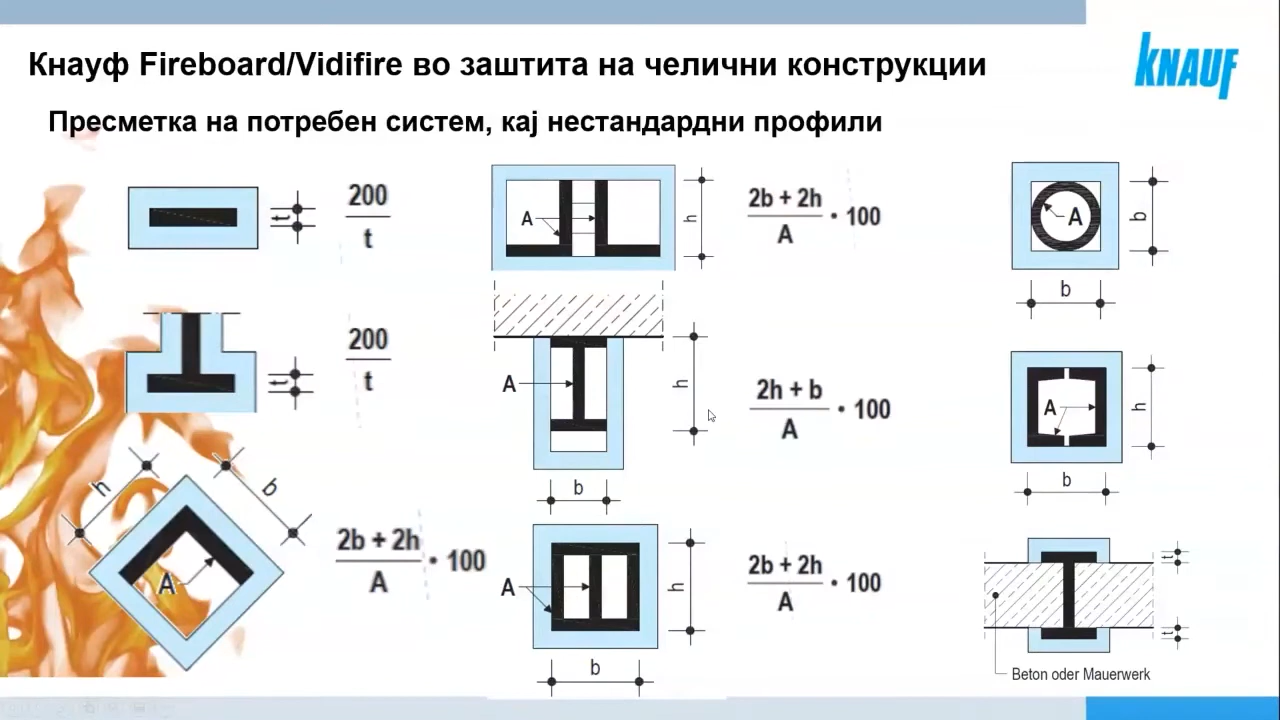 Кнауф Fireboard/Vidifire во заштита на челични конструкции
KNAUF
Пресметка на потребен систем, кај нестандардни профили
t
200
t
A
h
2b + 2h
A
• 100
A
b
b
t
200
t
A
h
b
2h + b
A
• 100
A
h
b
h
b
A
2b + 2h
A
• 100
A
h
b
2b + 2h
A
• 100
t
t
Beton oder Mauerwerk